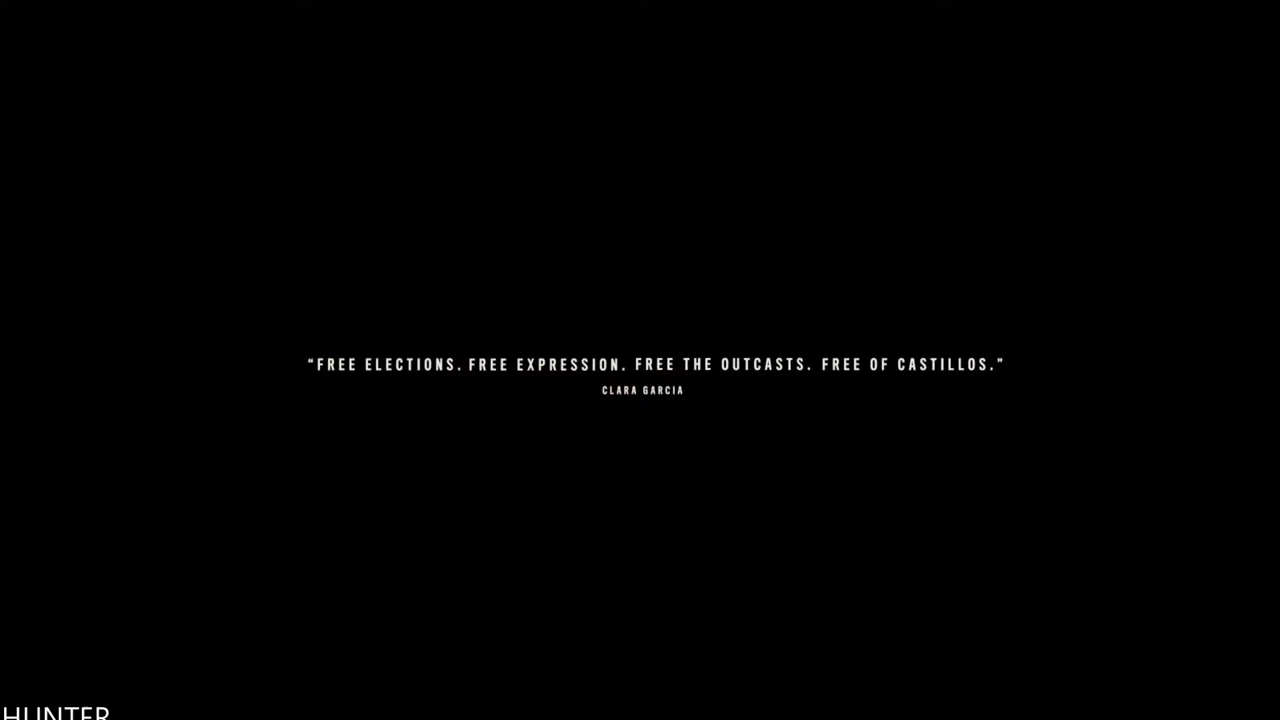 “FREE ELECTIONS. FREE EXPRESSION. FREE THE OUTCASTS. FREE OF CASTILLOS.”
CLARA GARCIA
HUNTER